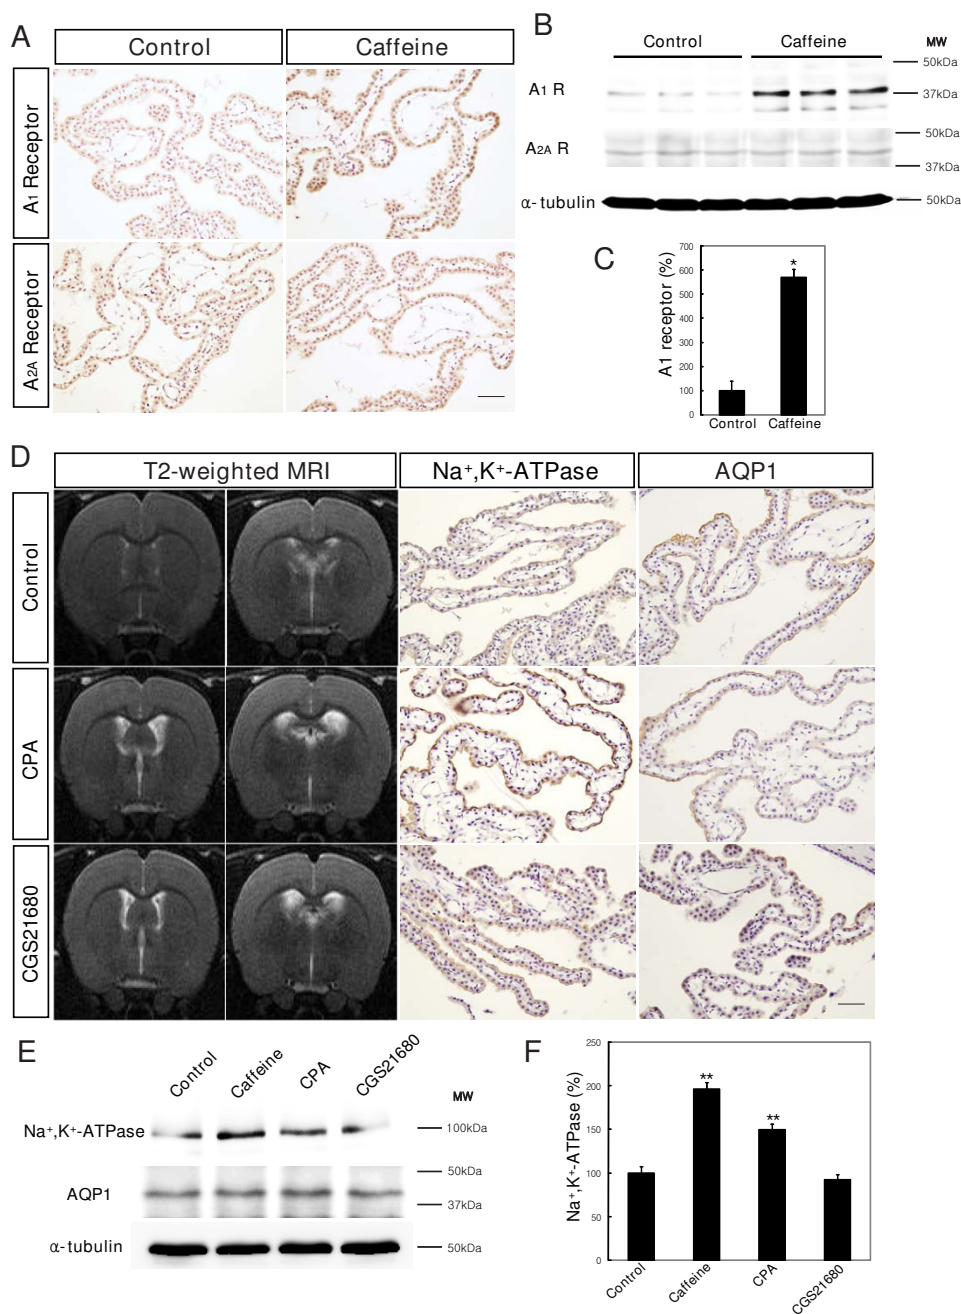 A
Control
Caffeine
A1 Receptor
A2A Receptor
B
Control
Caffeine
MW
50kDa
A1 R
37kDa
50kDa
A2A R
37kDa
α-tubulin
50kDa
C
A1 receptor (%)
700
600
500
400
300
200
100
0
*
Control
Caffeine
D
T2-weighted MRI
Na+,K+-ATPase
AQP1
Control
CPA
CGS21680
E
Control
Caffeine
CPA
CGS21680
MW
Na+,K+-ATPase
100kDa
50kDa
AQP1
37kDa
α-tubulin
50kDa
F
Na+,K+-ATPase (%)
250
200
150
100
50
0
**
**
Control
Caffeine
CPA
CGS21680